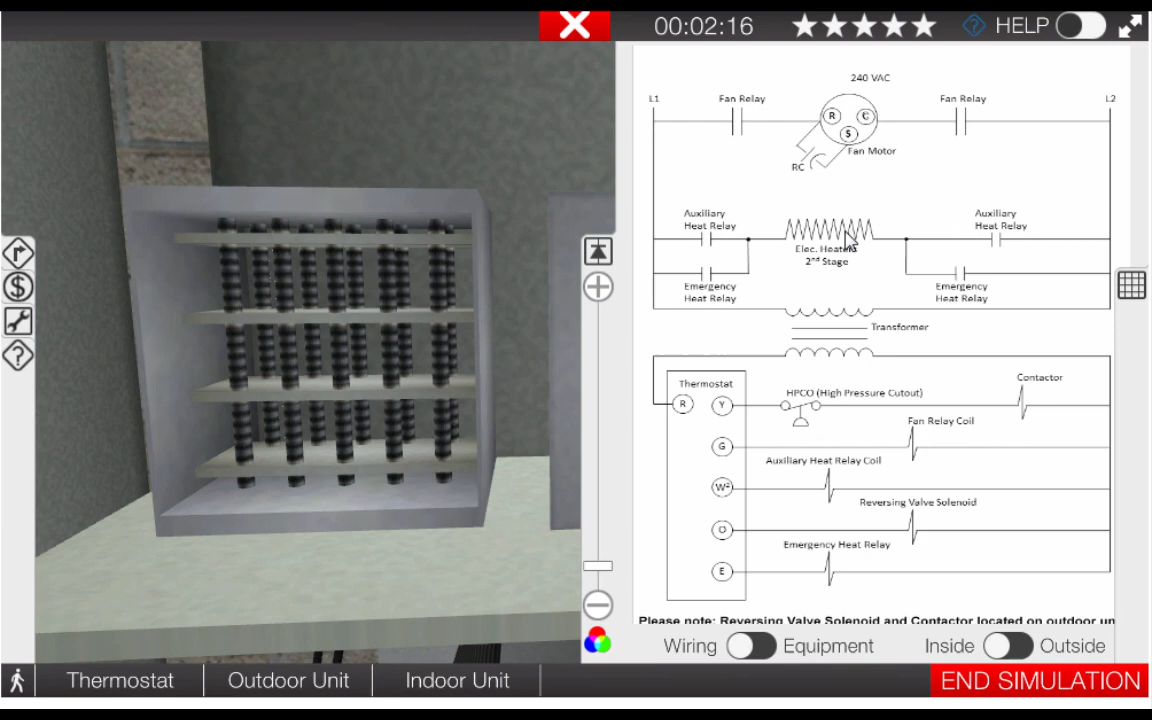 00:02:16
HELP
240 VAC
L1
Fan Relay
Fan Relay
L2
R
C
S
Fan Motor
RC
Auxiliary
Heat Relay
Auxiliary
Heat Relay
Elec. Heaters
2nd Stage
Emergency
Heat Relay
Emergency
Heat Relay
Transformer
Thermostat
R
Y
HPCO (High Pressure Cutout)
Contactor
G
Fan Relay Coil
Auxiliary Heat Relay Coil
W2
Reversing Valve Solenoid
O
Emergency Heat Relay
E
Please note: Reversing Valve Solenoid and Contactor located on outdoor un
Wiring
Equipment
Inside
Outside
Thermostat
Outdoor Unit
Indoor Unit
END SIMULATION